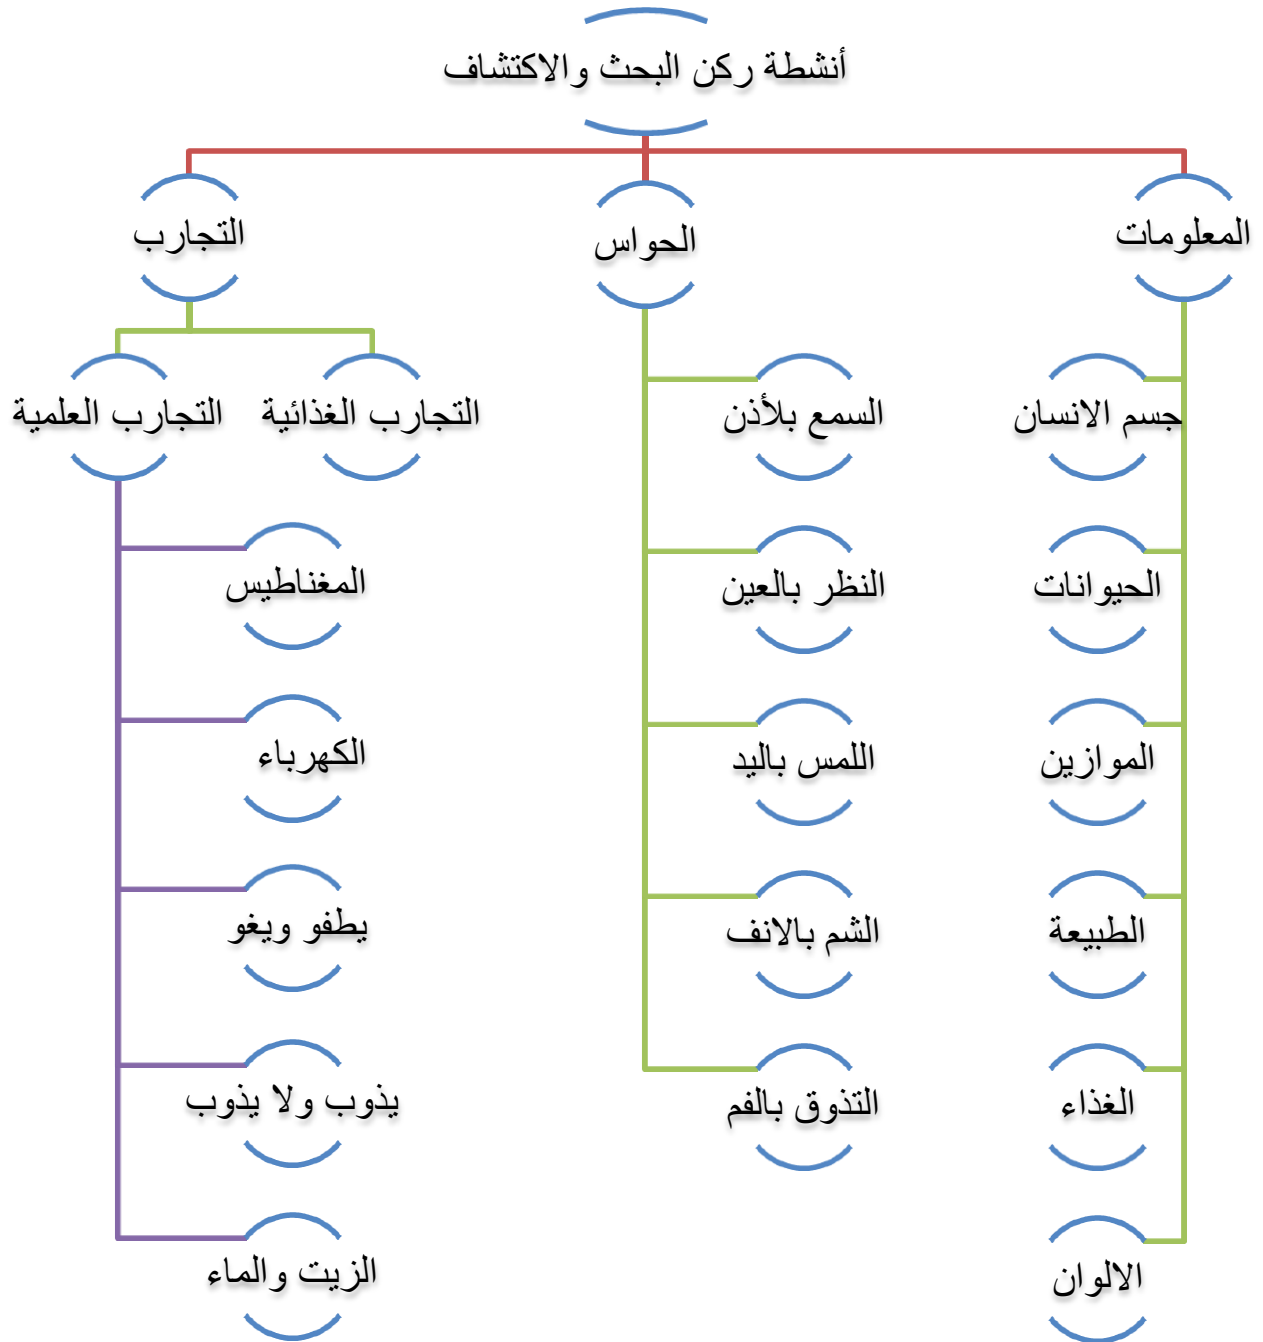 أنشطة ركن البحث والاكتشاف
المعلومات
جسم الانسان
الحيوانات
الموازين
الطبيعة
الغذاء
الالوان
الحواس
السمع بلأذن
النظر بالعين
اللمس باليد
الشم بالانف
التذوق بالفم
التجارب
التجارب الغذائية
التجارب العلمية
المغناطيس
الكهرباء
يطفو ويغو
يذوب ولا يذوب
الزيت والماء